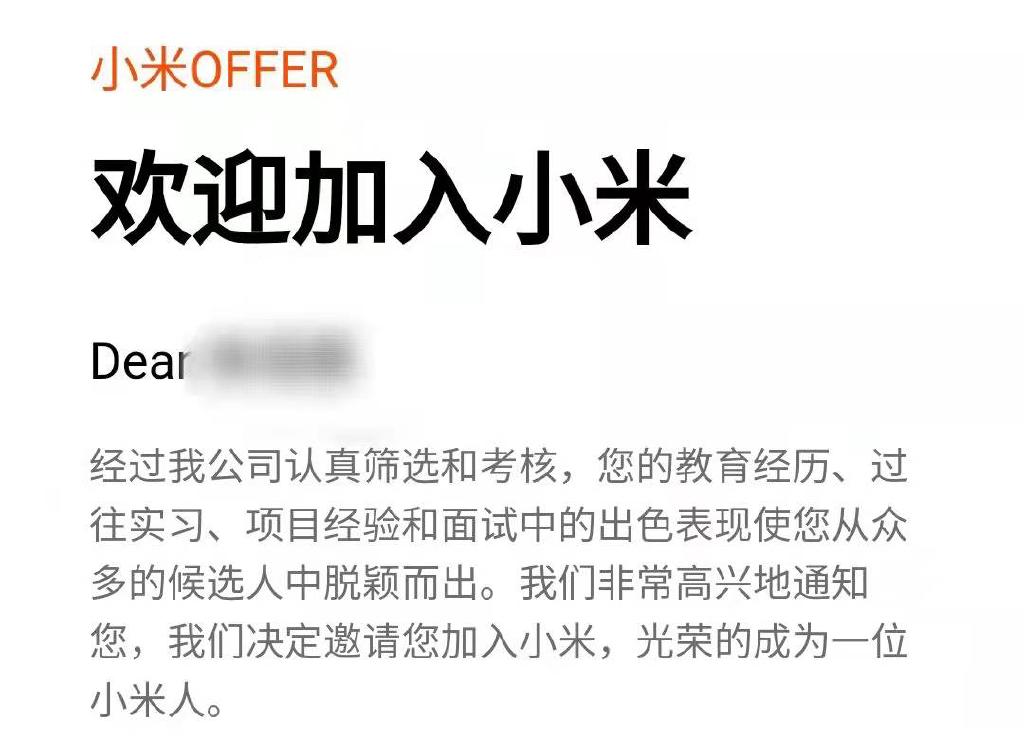 小米OFFER
欢迎加入小米
Dear
经过我公司认真筛选和考核，您的教育经历、过
往实习、项目经验和面试中的出色表现使您从众
多的候选人中脱颖而出。我们非常高兴地通知
您，我们决定邀请您加入小米，光荣的成为一位
小米人。